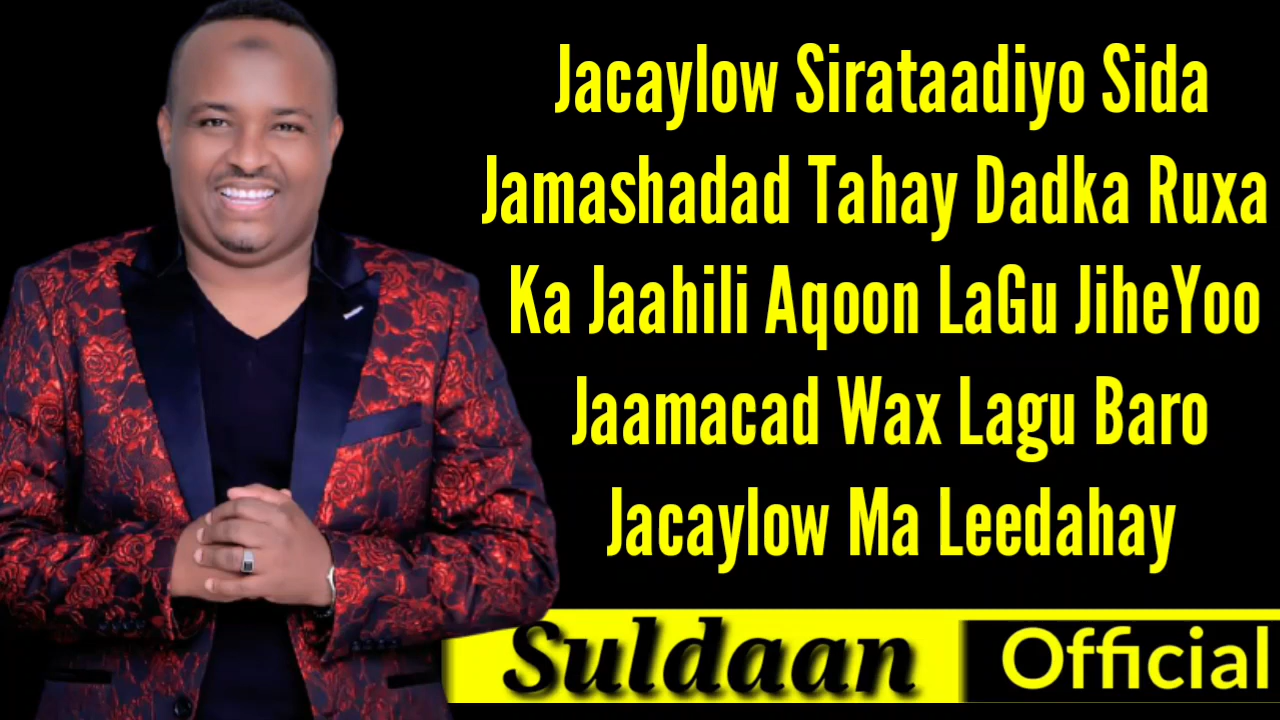 Jacaylow Sirataadiyo Sida
Jamashadad Tahay Dadka Ruxa
Ka Jaahili Aqoon LaGu JiheYoo
Jaamacad Wax Lagu Baro
Jacaylow Ma Leedahay
Suldaan Official